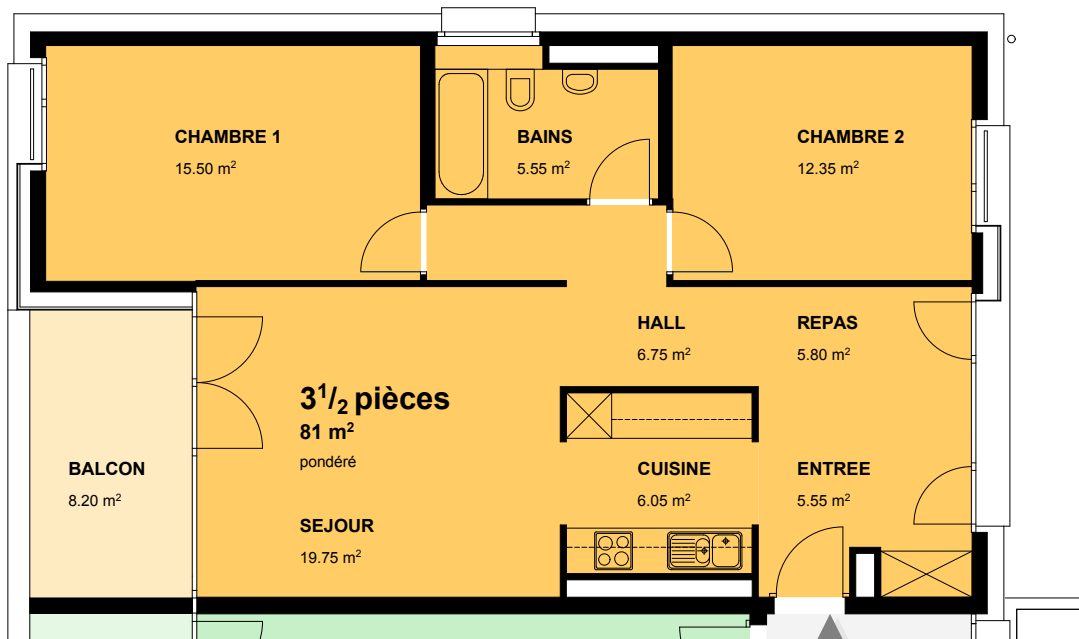 CHAMBRE 1
15.50 m²
BAINS
5.55 m²
CHAMBRE 2
12.35 m²
HALL
6.75 m²
REPAS
5.80 m²
3 1/2 pièces
81 m²
pondéré
BALCON
8.20 m²
CUISINE
6.05 m²
ENTREE
5.55 m²
SEJOUR
19.75 m²